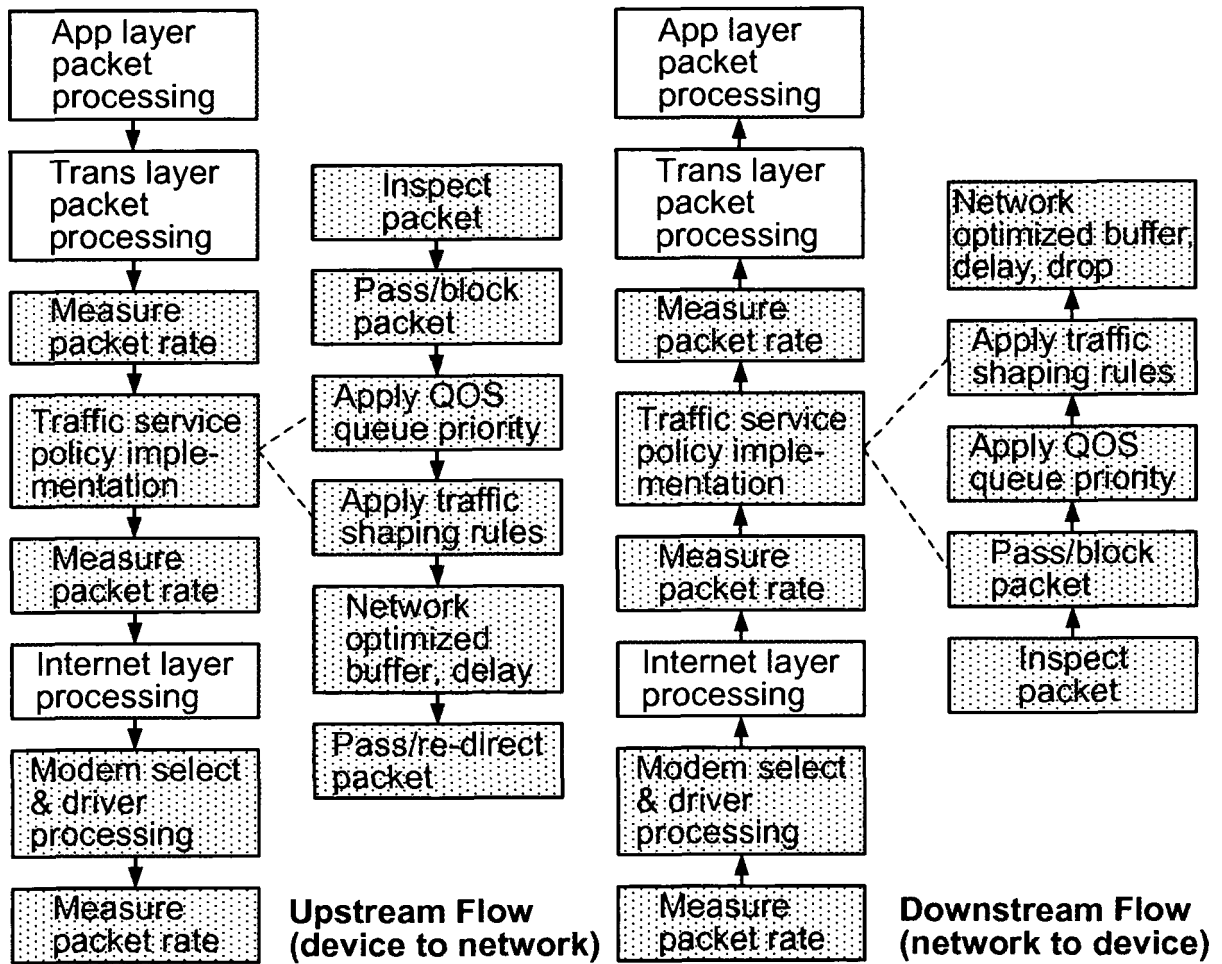 App layer
packet
processing
Trans layer
packet
processing
Measure
packet rate
Traffic service
policy imple-
mentation
Measure
packet rate
Internet layer
processing
Modem select
& driver
processing
Measure
packet rate
Inspect
packet
Pass/block
packet
Apply QOS
queue priority
Apply traffic
shaping rules
Network
optimized
buffer, delay
Pass/re-direct
packet
Upstream Flow
(device to network)
App layer
packet
processing
Trans layer
packet
processing
Measure
packet rate
Traffic service
policy imple-
mentation
Measure
packet rate
Internet layer
processing
Modem select
& driver
processing
Measure
packet rate
Network
optimized buffer,
delay, drop
Apply traffic
shaping rules
Apply QOS
queue priority
Pass/block
packet
Inspect
packet
Downstream Flow
(network to device)